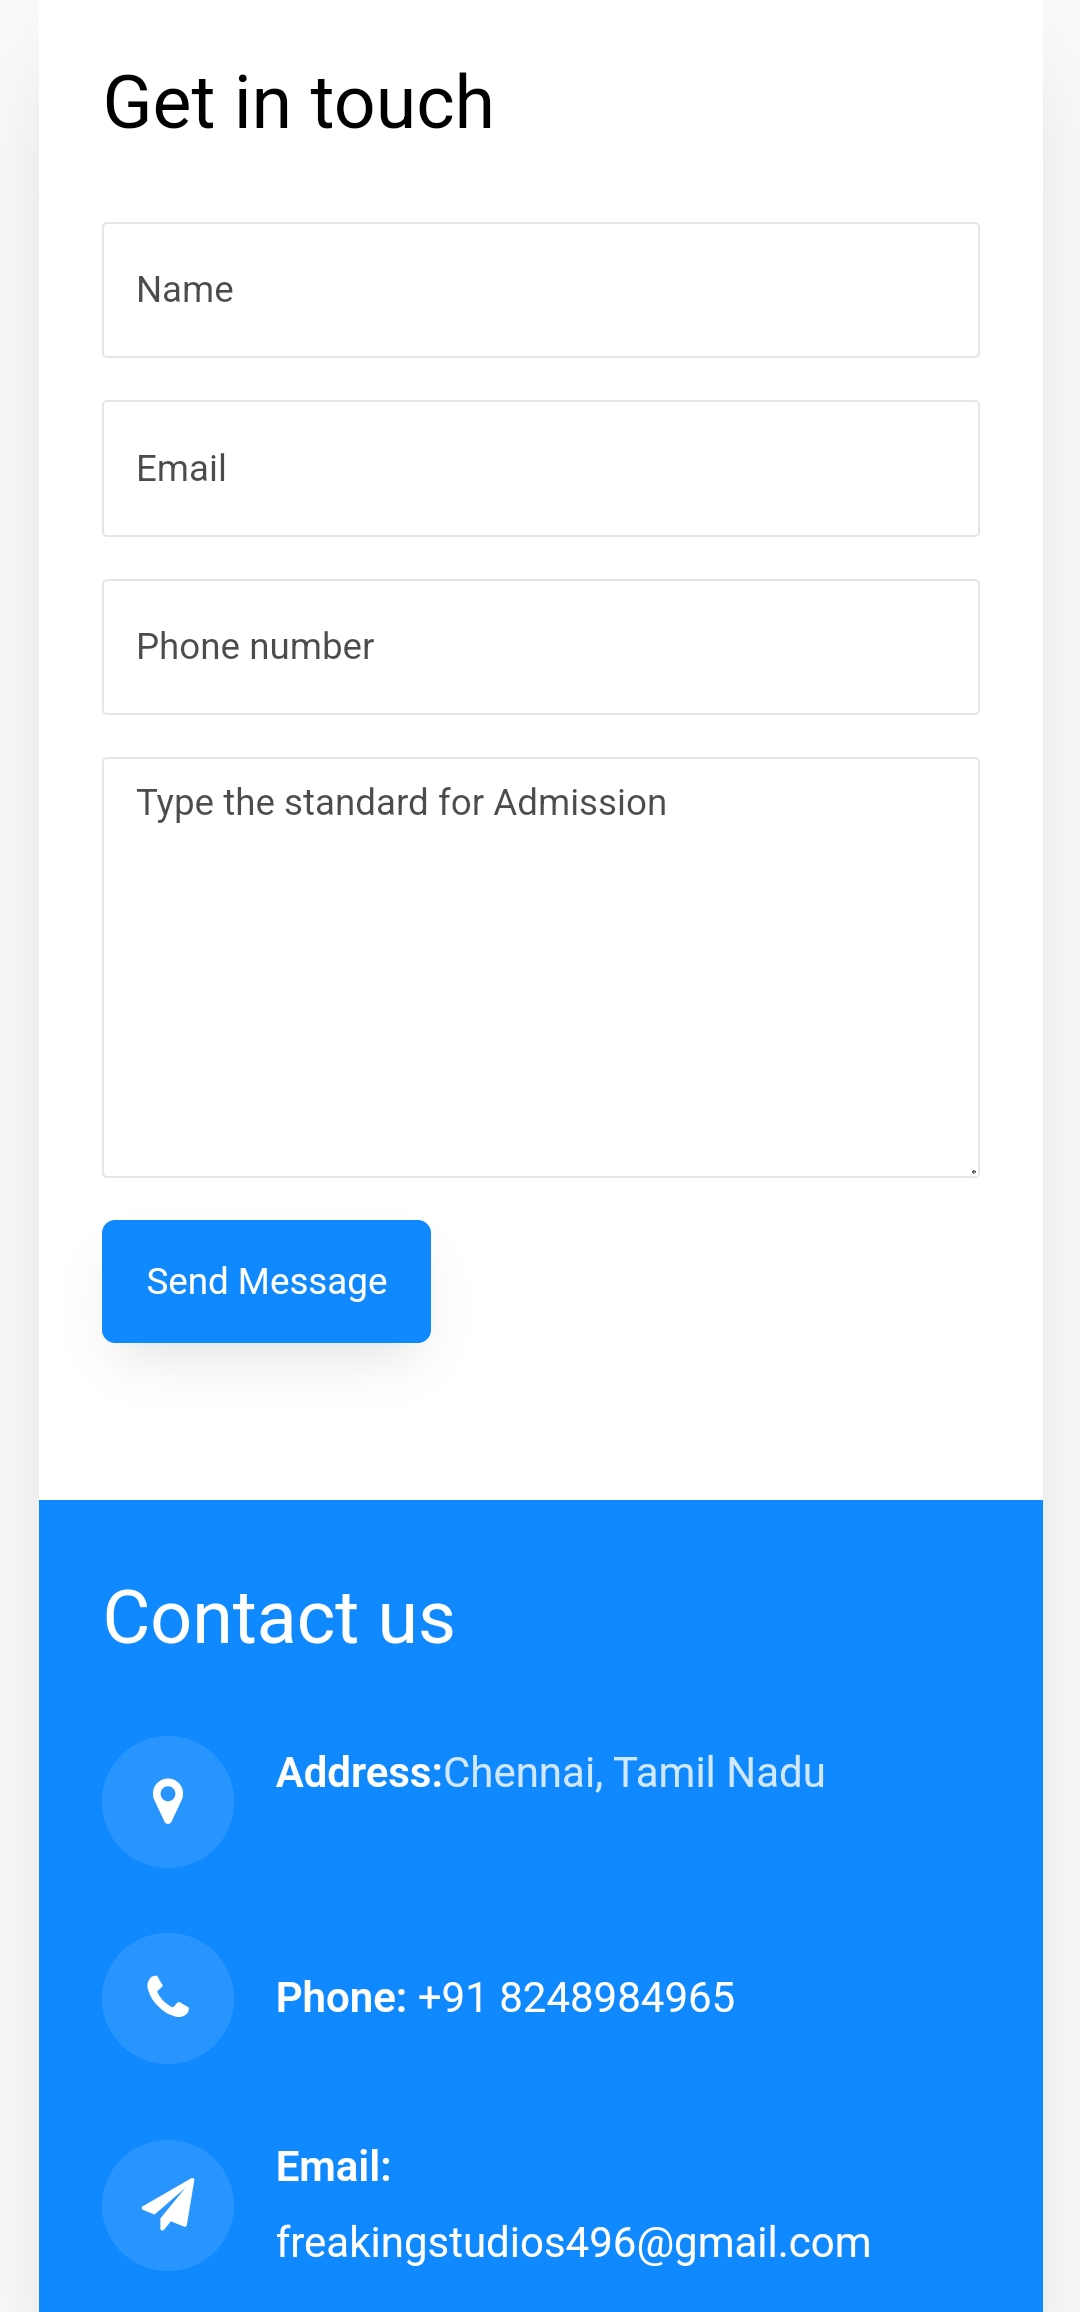 Get in touch
Name
Email
Phone number
Type the standard for Admission
Send Message
Contact us
Address:Chennai, Tamil Nadu
Phone: +91 8248984965
Email:
freakingstudios496@gmail.com